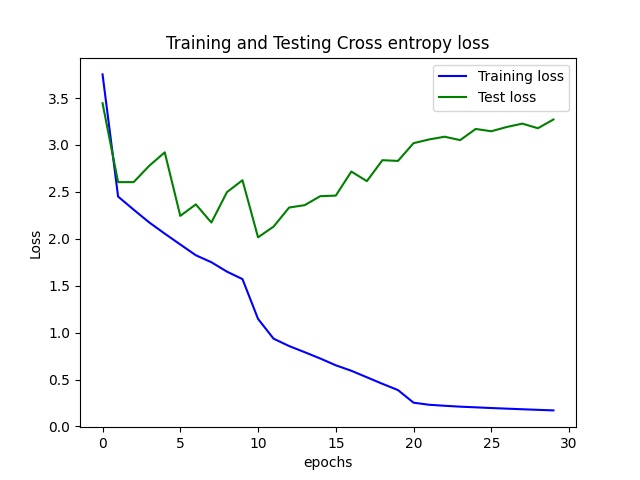 Training and Testing Cross entropy loss
Training loss
Test loss
3.5
3.0
2.5
2.0
1.5
1.0
0.5
0.0
Loss
0 5 10 15 20 25 30
epochs